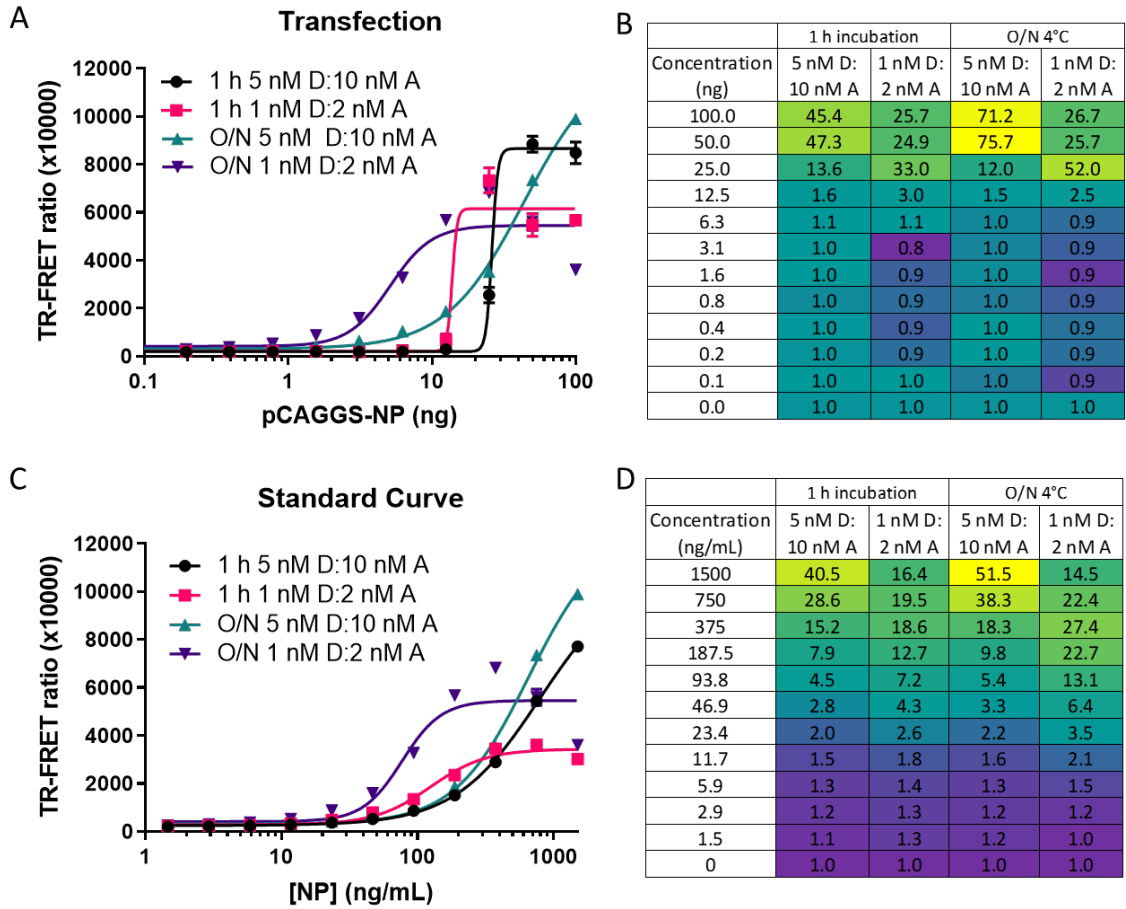 A
Transfection
12000
10000
8000
6000
4000
2000
0
TR-FRET ratio (x10000)
1 h 5 nM D:10 nM A
1 h 1 nM D:2 nM A
O/N 5 nM D:10 nM A
O/N 1 nM D:2 nM A
0.1 1 10 100
pCAGGS-NP (ng)
B
1 h incubation O/N 4°C
Concentration 5 nM D: 1 nM D: 5 nM D: 1 nM D:
(ng) 10 nM A 2 nM A 10 nM A 2 nM A
100.0 45.4 25.7 71.2 26.7
50.0 47.3 24.9 75.7 25.7
25.0 13.6 33.0 12.0 52.0
12.5 1.6 3.0 1.5 2.5
6.3 1.1 1.1 1.0 0.9
3.1 1.0 0.8 1.0 0.9
1.6 1.0 0.9 1.0 0.9
0.8 1.0 0.9 1.0 0.9
0.4 1.0 0.9 1.0 0.9
0.2 1.0 0.9 1.0 0.9
0.1 1.0 1.0 1.0 0.9
0.0 1.0 1.0 1.0 1.0
C
Standard Curve
12000
10000
8000
6000
4000
2000
0
TR-FRET ratio (x10000)
1 h 5 nM D:10 nM A
1 h 1 nM D:2 nM A
O/N 5 nM D:10 nM A
O/N 1 nM D:2 nM A
1 10 100 1000
[NP] (ng/mL)
D
1 h incubation O/N 4°C
Concentration 5 nM D: 1 nM D: 5 nM D: 1 nM D:
(ng/mL) 10 nM A 2 nM A 10 nM A 2 nM A
1500 40.5 16.4 51.5 14.5
750 28.6 19.5 38.3 22.4
375 15.2 18.6 18.3 27.4
187.5 7.9 12.7 9.8 22.7
93.8 4.5 7.2 5.4 13.1
46.9 2.8 4.3 3.3 6.4
23.4 2.0 2.6 2.2 3.5
11.7 1.5 1.8 1.6 2.1
5.9 1.3 1.4 1.3 1.5
2.9 1.2 1.3 1.2 1.2
1.5 1.1 1.3 1.2 1.0
0 1.0 1.0 1.0 1.0